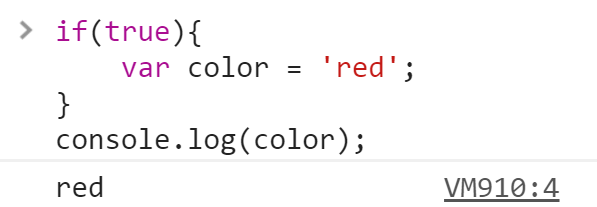 > if(true){
    var color = 'red';
}
console.log(color);
red VM910:4